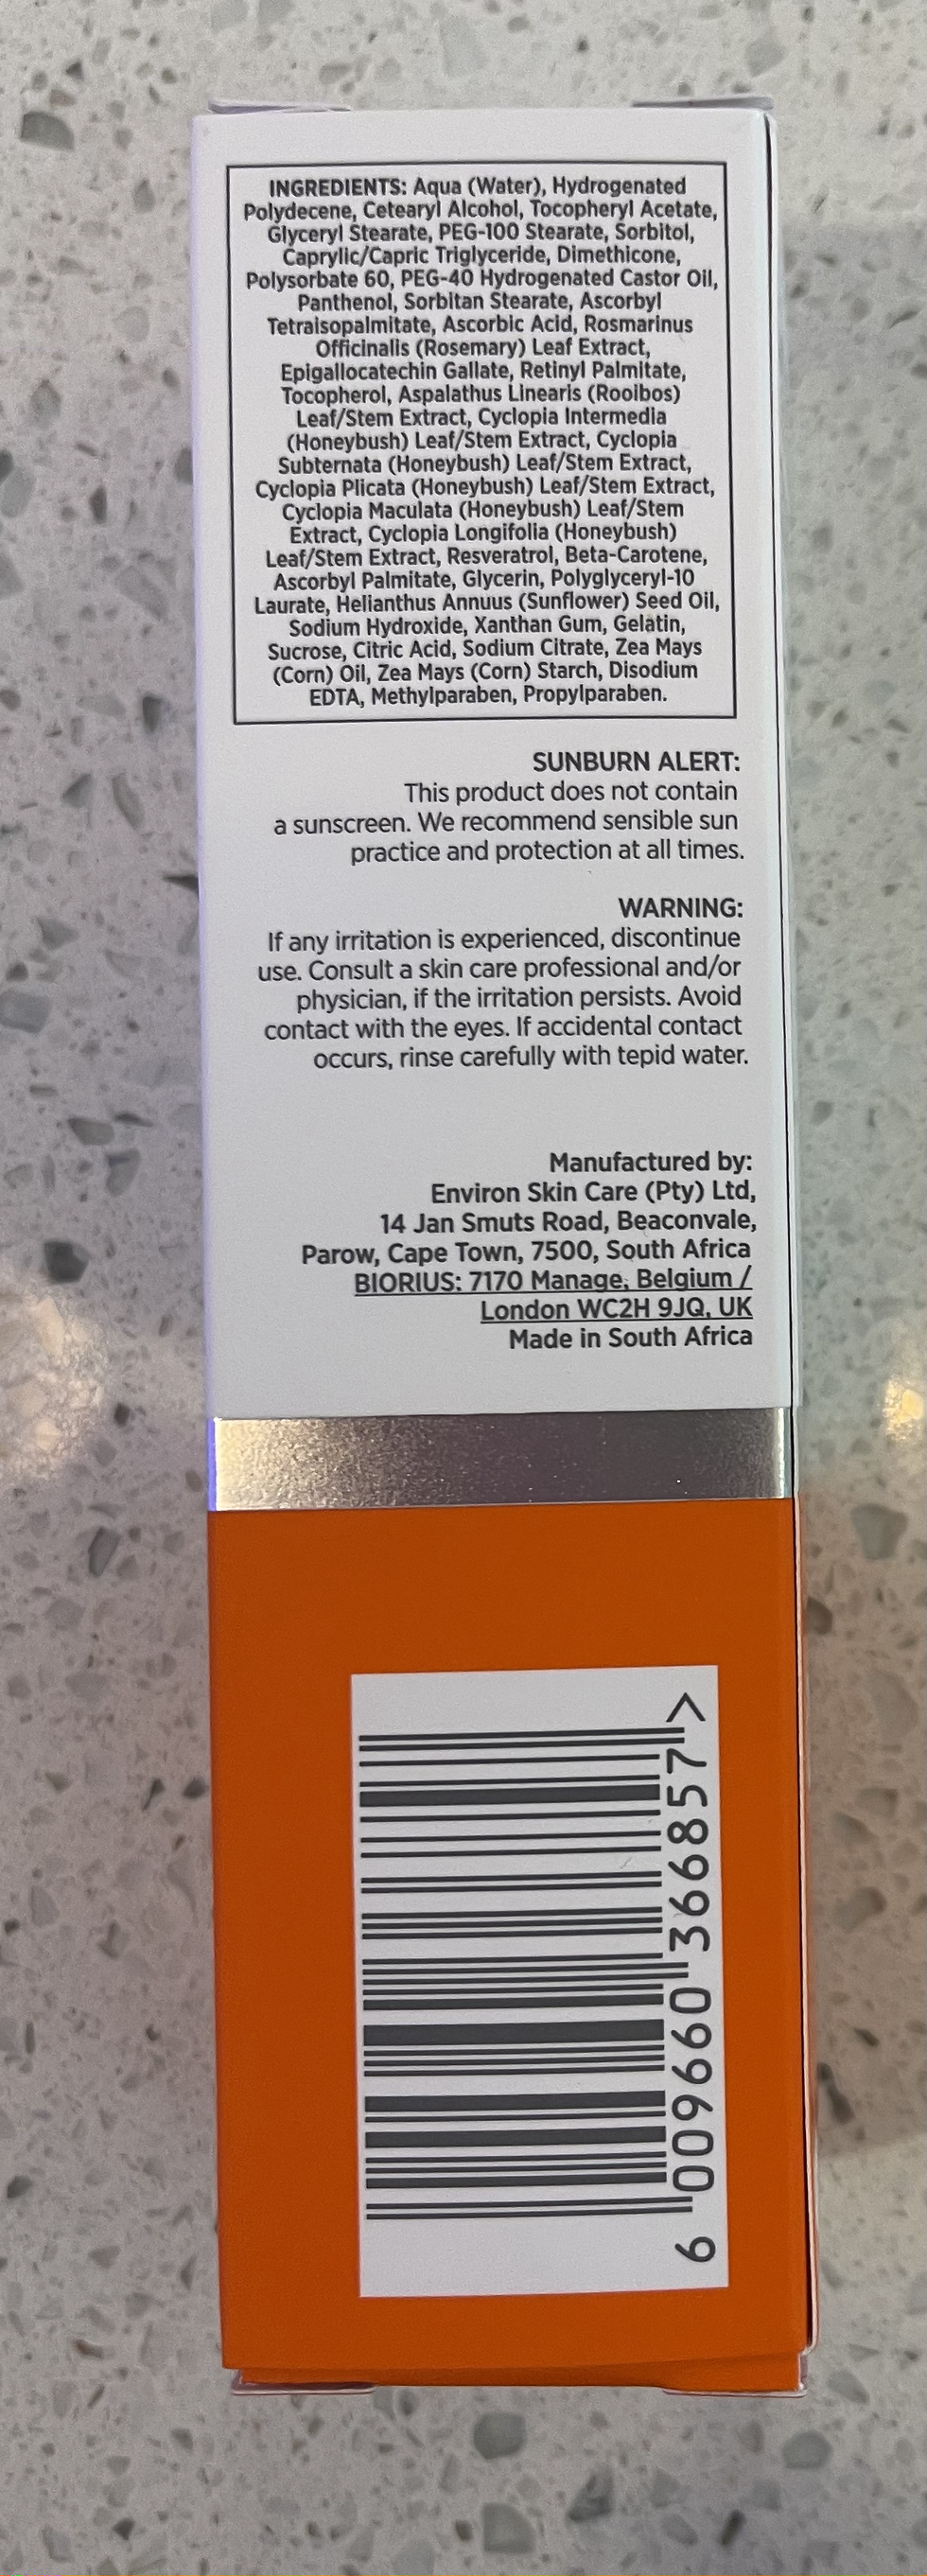 INGREDIENTS: Aqua (Water), Hydrogenated
Polydecene, Cetearyl Alcohol, Tocopheryl Acetate,
Glyceryl Stearate, PEG-100 Stearate, Sorbitol,
Caprylic/Capric Triglyceride, Dimethicone,
Polysorbate 60, PEG-40 Hydrogenated Castor Oil,
Panthenol, Sorbitan Stearate, Ascorbyl
Tetraisopalmitate, Ascorbic Acid, Rosmarinus
Officinalis (Rosemary) Leaf Extract,
Epigallocatechin Gallate, Retinyl Palmitate,
Tocopherol, Aspalathus Linearis (Rooibos)
Leaf/Stem Extract, Cyclopia Intermedia
(Honeybush) Leaf/Stem Extract, Cyclopia
Subternata (Honeybush) Leaf/Stem Extract,
Cyclopia Plicata (Honeybush) Leaf/Stem Extract,
Cyclopia Maculata (Honeybush) Leaf/Stem
Extract, Cyclopia Longifolia (Honeybush)
Leaf/Stem Extract, Resveratrol, Beta-Carotene,
Ascorbyl Palmitate, Glycerin, Polyglyceryl-10
Laurate, Helianthus Annuus (Sunflower) Seed Oil,
Sodium Hydroxide, Xanthan Gum, Gelatin,
Sucrose, Citric Acid, Sodium Citrate, Zea Mays
(Corn) Oil, Zea Mays (Corn) Starch, Disodium
EDTA, Methylparaben, Propylparaben.
SUNBURN ALERT:
This product does not contain
a sunscreen. We recommend sensible sun
practice and protection at all times.
WARNING:
If any irritation is experienced, discontinue
use. Consult a skin care professional and/or
physician, if the irritation persists. Avoid
contact with the eyes. If accidental contact
occurs, rinse carefully with tepid water.
Manufactured by:
Environ Skin Care (Pty) Ltd,
14 Jan Smuts Road, Beaconvale,
Parow, Cape Town, 7500, South Africa
BIORIUS: 7170 Manage, Belgium /
London WC2H 9JQ, UK
Made in South Africa
6 009660 366857 >